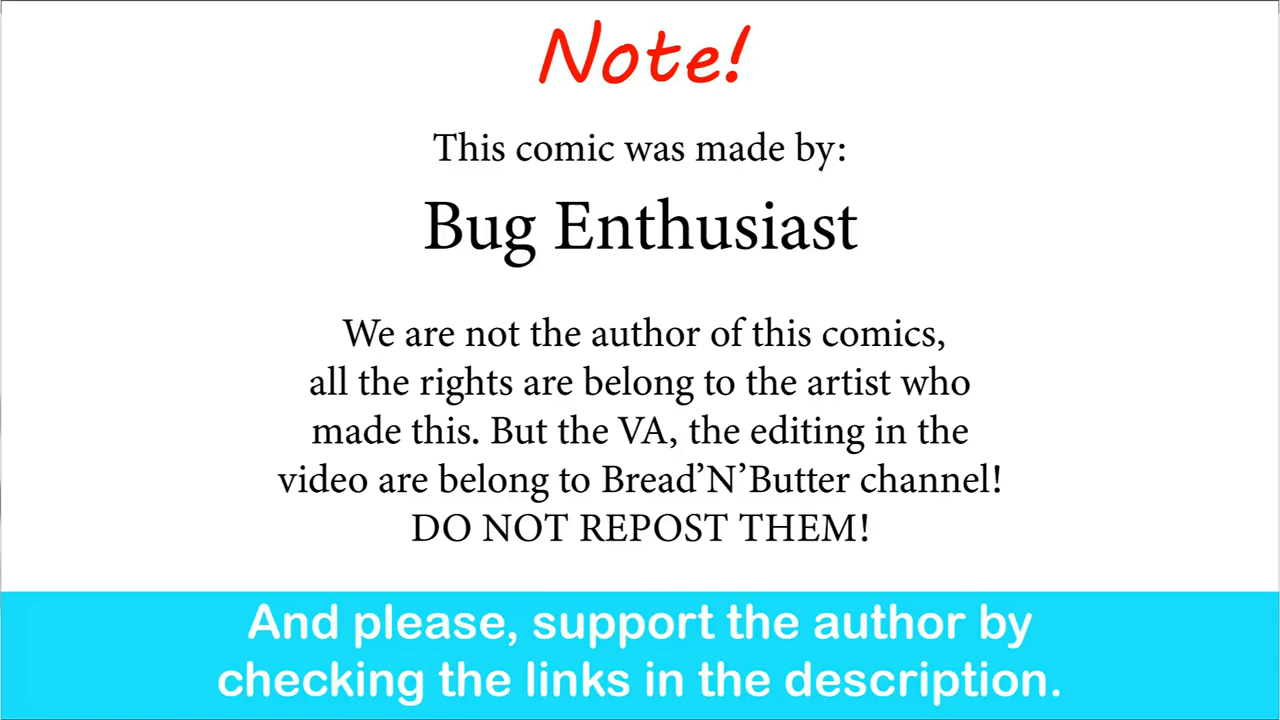 Note!
This comic was made by:
Bug Enthusiast
We are not the author of this comics,
all the rights are belong to the artist who
made this. But the VA, the editing in the
video are belong to Bread’N’Butter channel!
DO NOT REPOST THEM!
And please, support the author by
checking the links in the description.